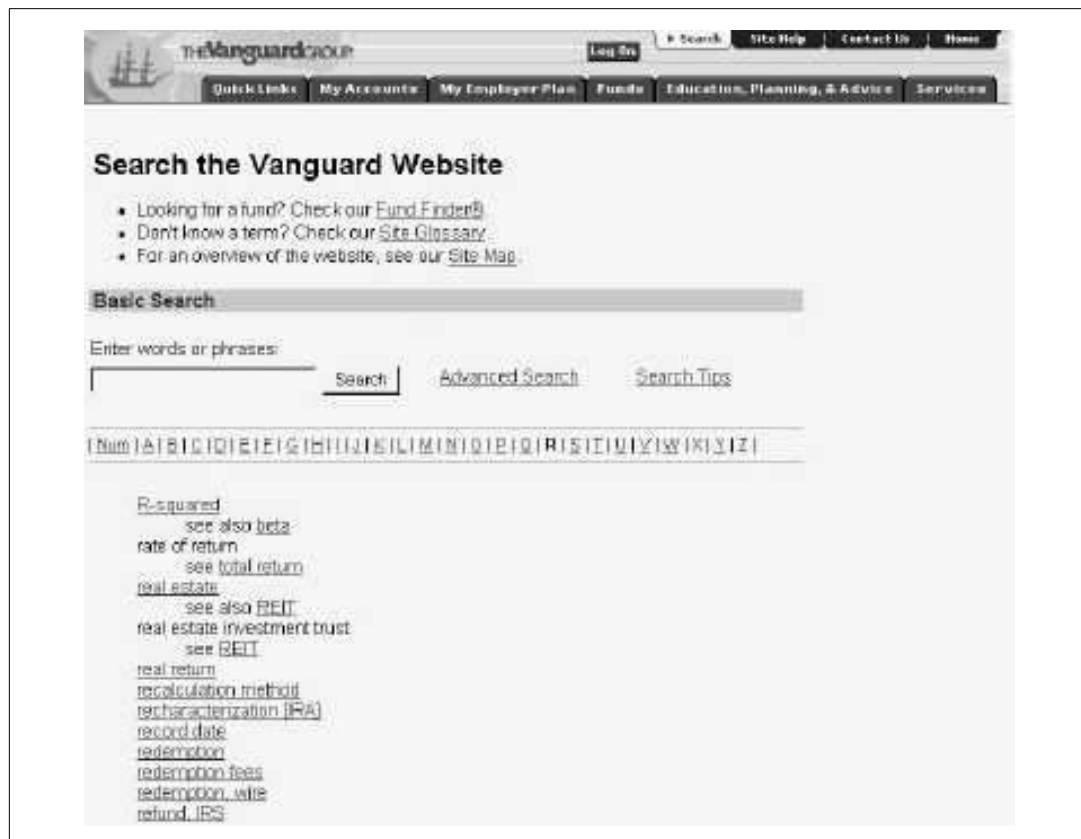 THE Vanguard GROUP
Log On
Search Site Help Contact Us Home
Quick Links My Accounts My Employer Plan Funds Education, Planning, & Advice Services
Search the Vanguard Website
• Looking for a fund? Check our Fund Finder®.
• Don't know a term? Check our Site Glossary.
• For an overview of the website, see our Site Map.
Basic Search
Enter words or phrases:
Search Advanced Search Search Tips
| Num | A | B | C | D | E | F | G | H | I | J | K | L | M | N | O | P | Q | R | S | T | U | V | W | X | Y | Z |
R-squared
see also beta
rate of return
see total return
real estate
see also REIT
real estate investment trust
see REIT
real return
recalculation method
recharacterization [IRA]
record date
redemption
redemption fees
redemption, wire
refund, IRS